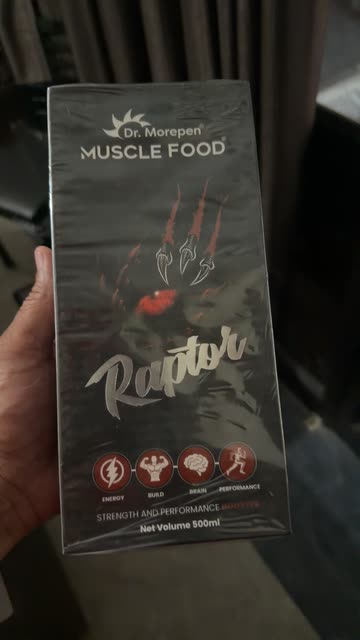 Dr. Morepen®
MUSCLE FOOD®
Raptor
ENERGY BUILD BRAIN PERFORMANCE
STRENGTH AND PERFORMANCE BOOSTER
Net Volume 500ml